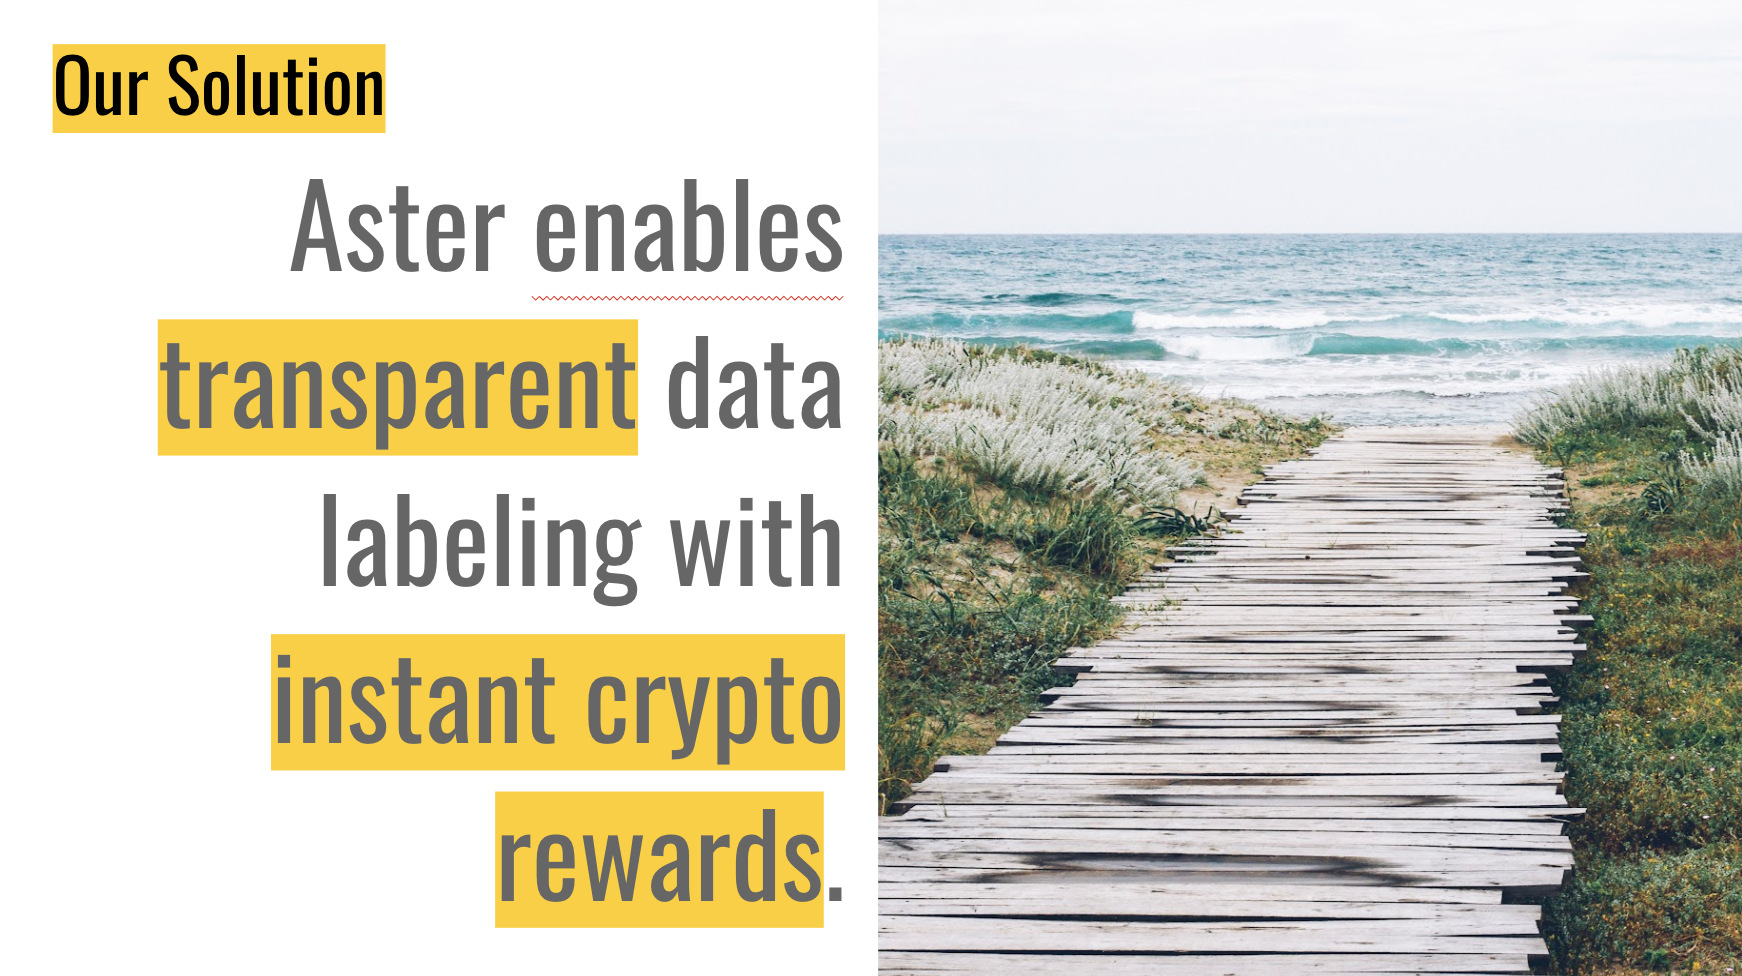 Our Solution
Aster enables
transparent data
labeling with
instant crypto
rewards.